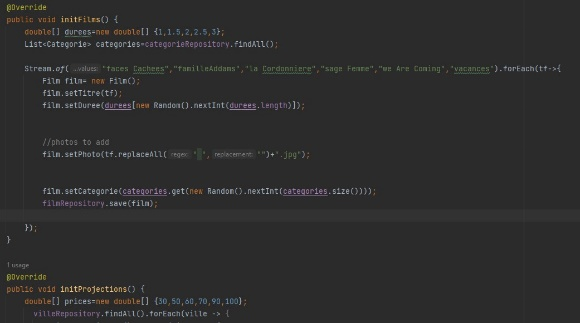 @Override
public void initFilms() {
double[] durees=new double[] {1,1.5,2,2.5,3};
List<Categorie> categories=categorieRepository.findAll();
Stream.of( ...values: "faces Cachees","familleAddams","la Cordonniere","sage Femme","we Are Coming","vacances").forEach(tf->{
Film film= new Film();
film.setTitre(tf);
film.setDuree(durees[new Random().nextInt(durees.length)]);
//photos to add
film.setPhoto(tf.replaceAll( regex: " ", replacement: "")+".jpg");
film.setCategorie(categories.get(new Random().nextInt(categories.size())));
filmRepository.save(film);
});
}
1 usage
@Override
public void initProjections() {
double[] prices=new double[] {30,50,60,70,90,100};
villeRepository.findAll().forEach(ville -> {